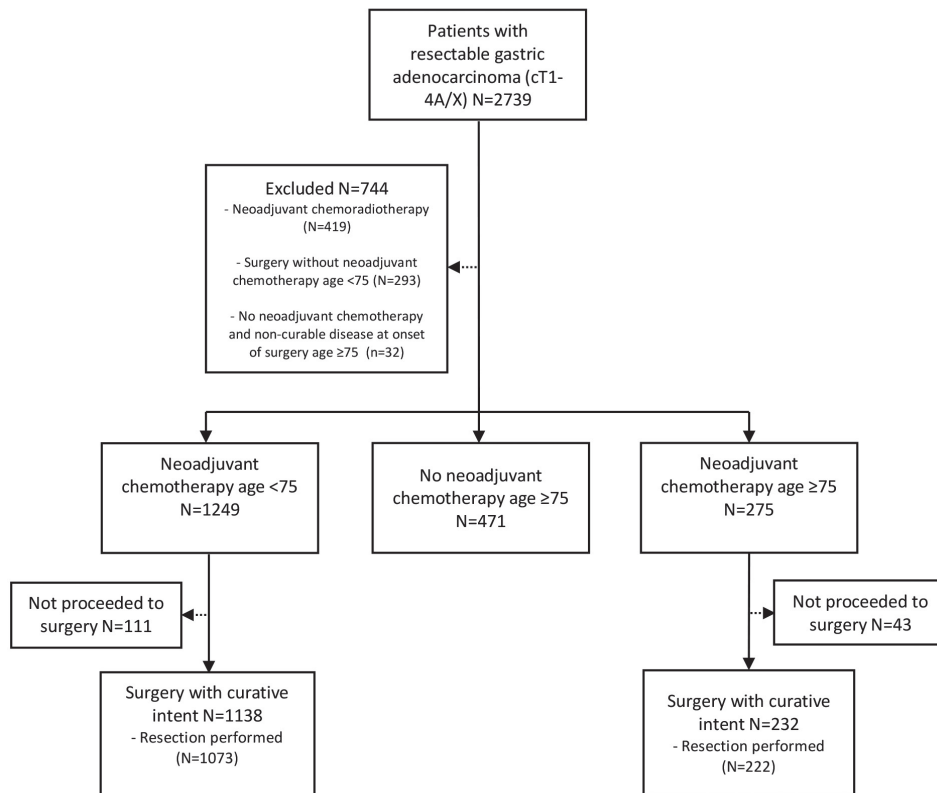 Patients with
resectable gastric
adenocarcinoma (cT1-
4A/X) N=2739
Excluded N=744
- Neoadjuvant chemoradiotherapy
(N=419)
- Surgery without neoadjuvant
chemotherapy age <75 (N=293)
- No neoadjuvant chemotherapy
and non-curable disease at onset
of surgery age ≥75 (n=32)
Neoadjuvant
chemotherapy age <75
N=1249
No neoadjuvant
chemotherapy age ≥75
N=471
Neoadjuvant
chemotherapy age ≥75
N=275
Not proceeded to
surgery N=111
Not proceeded to
surgery N=43
Surgery with curative
intent N=1138
- Resection performed
(N=1073)
Surgery with curative
intent N=232
- Resection performed
(N=222)